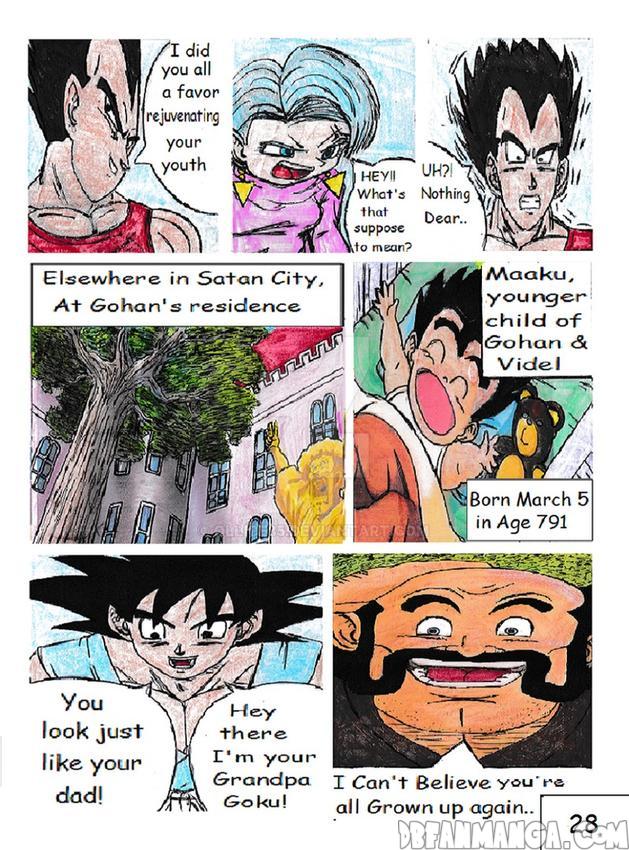 I did
you all
a favor
rejuvenating
your
youth
HEY!!
What's
that
suppose
to mean?
UH?!
Nothing
Dear..
Elsewhere in Satan City,
At Gohan's residence
Maaku,
younger
child of
Gohan &
Videl
Born March 5
in Age 791
You
look just
like your
dad!
Hey
there
I'm your
Grandpa
Goku!
I Can't Believe you're
all Grown up again..
28
DBFANMANGA.COM